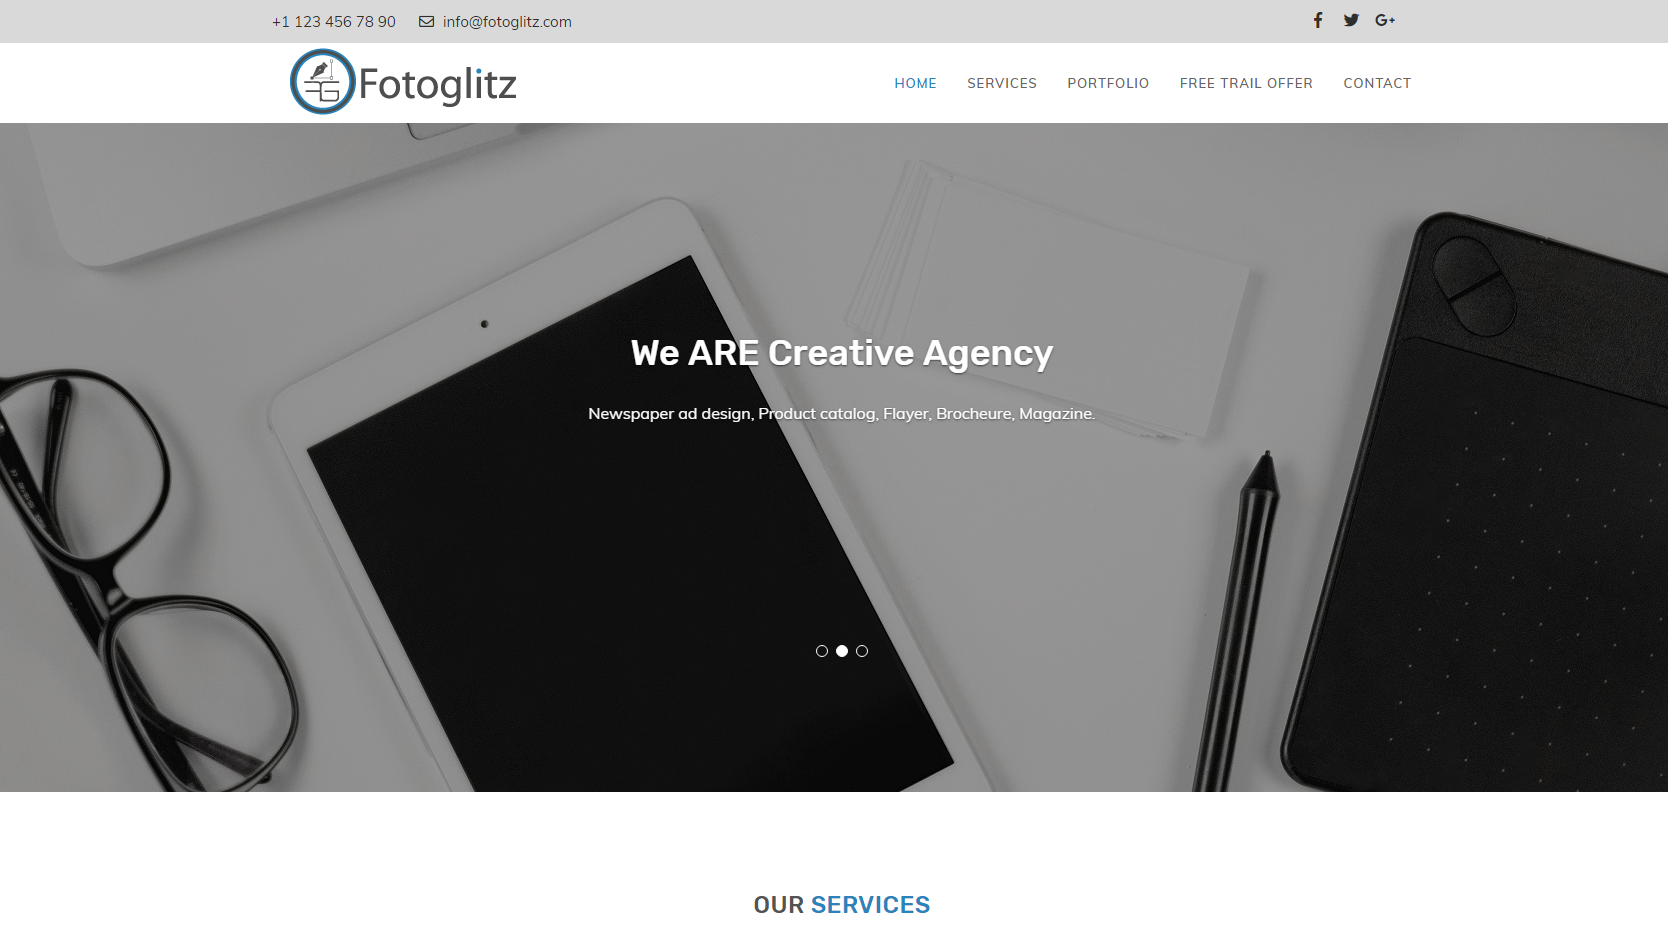 +1 123 456 78 90 info@fotoglitz.com
Fotoglitz
HOME SERVICES PORTFOLIO FREE TRAIL OFFER CONTACT
We ARE Creative Agency
Newspaper ad design, Product catalog, Flayer, Brocheure, Magazine.
OUR SERVICES